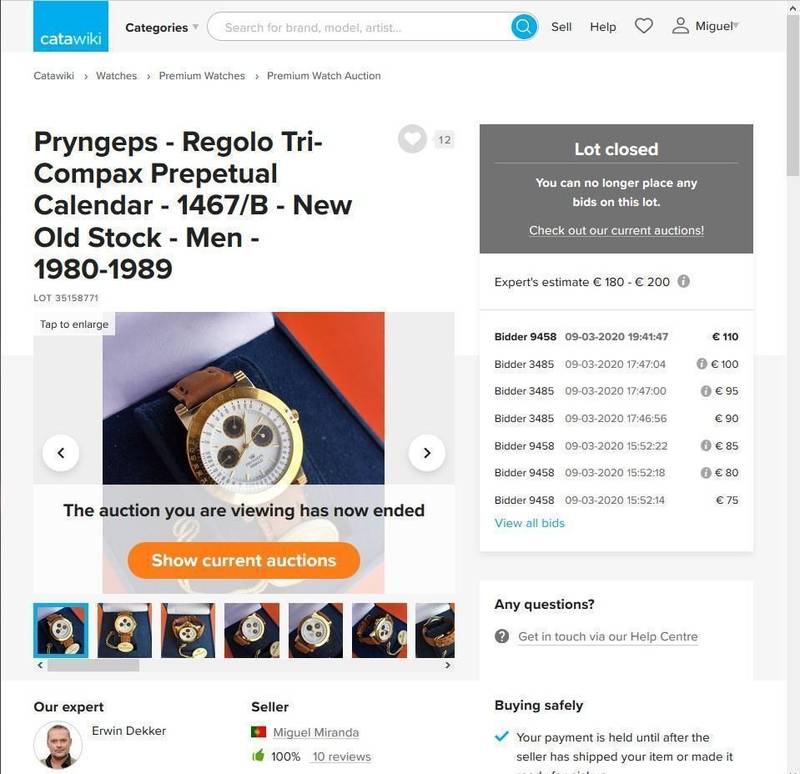 catawiki
Categories
Search for brand, model, artist...
Sell
Help
Miguel
Catawiki › Watches › Premium Watches › Premium Watch Auction
Pryngeps - Regolo Tri-
Compax Prepetual
Calendar - 1467/B - New
Old Stock - Men -
1980-1989
12
LOT 35158771
Tap to enlarge
The auction you are viewing has now ended
Show current auctions
Lot closed
You can no longer place any
bids on this lot.
Check out our current auctions!
Expert's estimate € 180 - € 200
Bidder 9458 09-03-2020 19:41:47 € 110
Bidder 3485 09-03-2020 17:47:04 € 100
Bidder 3485 09-03-2020 17:47:00 € 95
Bidder 3485 09-03-2020 17:46:56 € 90
Bidder 9458 09-03-2020 15:52:22 € 85
Bidder 9458 09-03-2020 15:52:18 € 80
Bidder 9458 09-03-2020 15:52:14 € 75
View all bids
Any questions?
Get in touch via our Help Centre
Our expert
Erwin Dekker
Seller
Miguel Miranda
100% 10 reviews
Buying safely
Your payment is held until after the
seller has shipped your item or made it